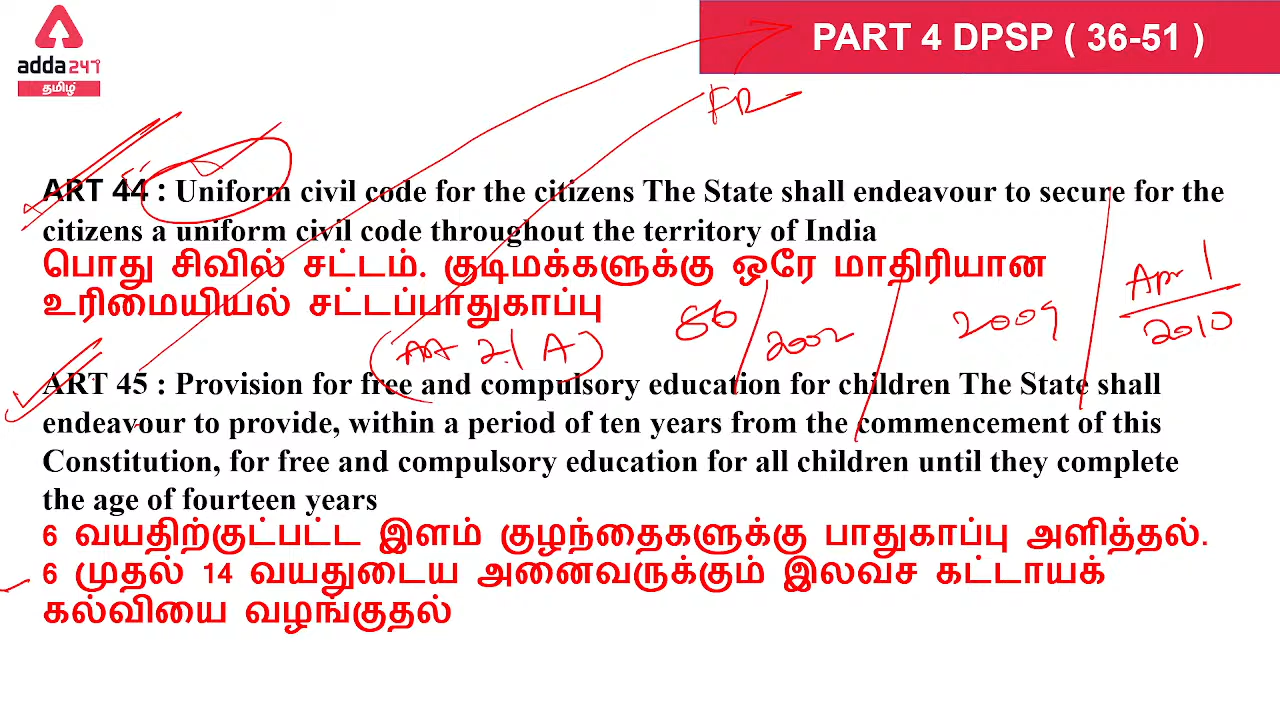 adda247
தமிழ்
PART 4 DPSP ( 36-51 )
FR
ART 44 : Uniform civil code for the citizens The State shall endeavour to secure for the
citizens a uniform civil code throughout the territory of India
பொது சிவில் சட்டம். குடிமக்களுக்கு ஒரே மாதிரியான
உரிமையியல் சட்டப்பாதுகாப்பு
86 2002 2009 Apr 1
2010
(Art 21 A)
ART 45 : Provision for free and compulsory education for children The State shall
endeavour to provide, within a period of ten years from the commencement of this
Constitution, for free and compulsory education for all children until they complete
the age of fourteen years
6 வயதிற்குட்பட்ட இளம் குழந்தைகளுக்கு பாதுகாப்பு அளித்தல்.
6 முதல் 14 வயதுடைய அனைவருக்கும் இலவச கட்டாயக்
கல்வியை வழங்குதல்